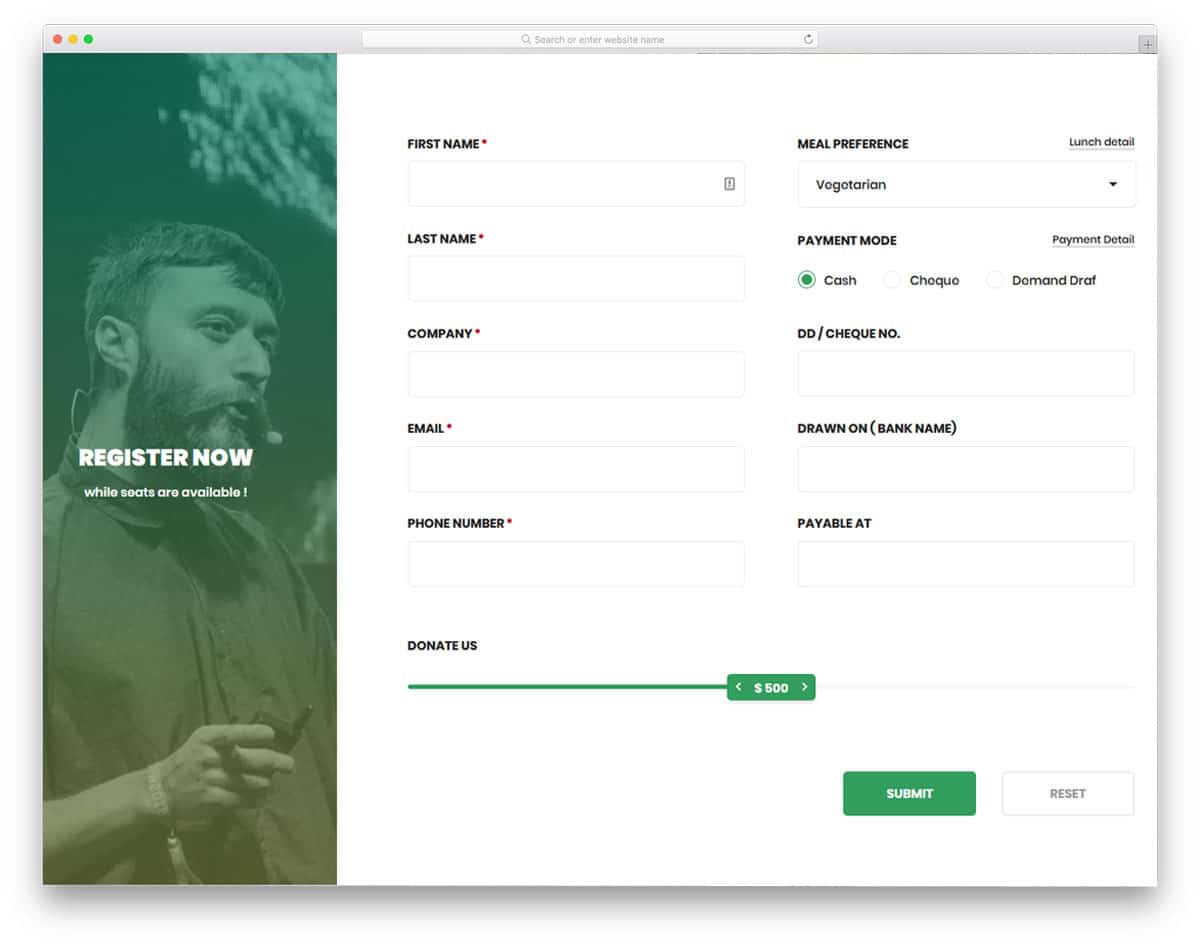 Search or enter website name
REGISTER NOW
while seats are available !
FIRST NAME *
LAST NAME *
COMPANY *
EMAIL *
PHONE NUMBER *
MEAL PREFERENCE Lunch detail
Vegetarian
PAYMENT MODE Payment Detail
Cash Cheque Demand Draf
DD / CHEQUE NO.
DRAWN ON ( BANK NAME)
PAYABLE AT
DONATE US
$ 500
SUBMIT RESET